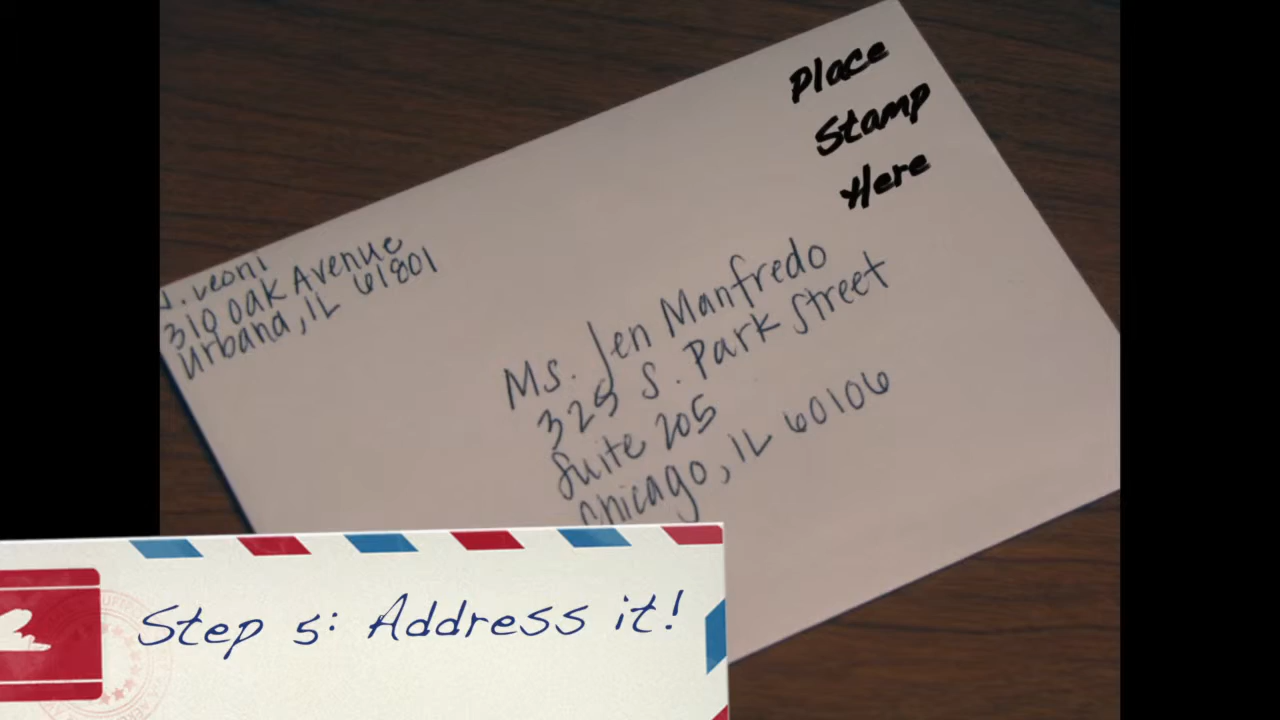 Place
Stamp
Here
310 Oak Avenue
Urbana, IL 61801
Ms. Jen Manfredo
325 S. Park Street
Suite 205
Chicago, IL 60106
Step 5: Address it!